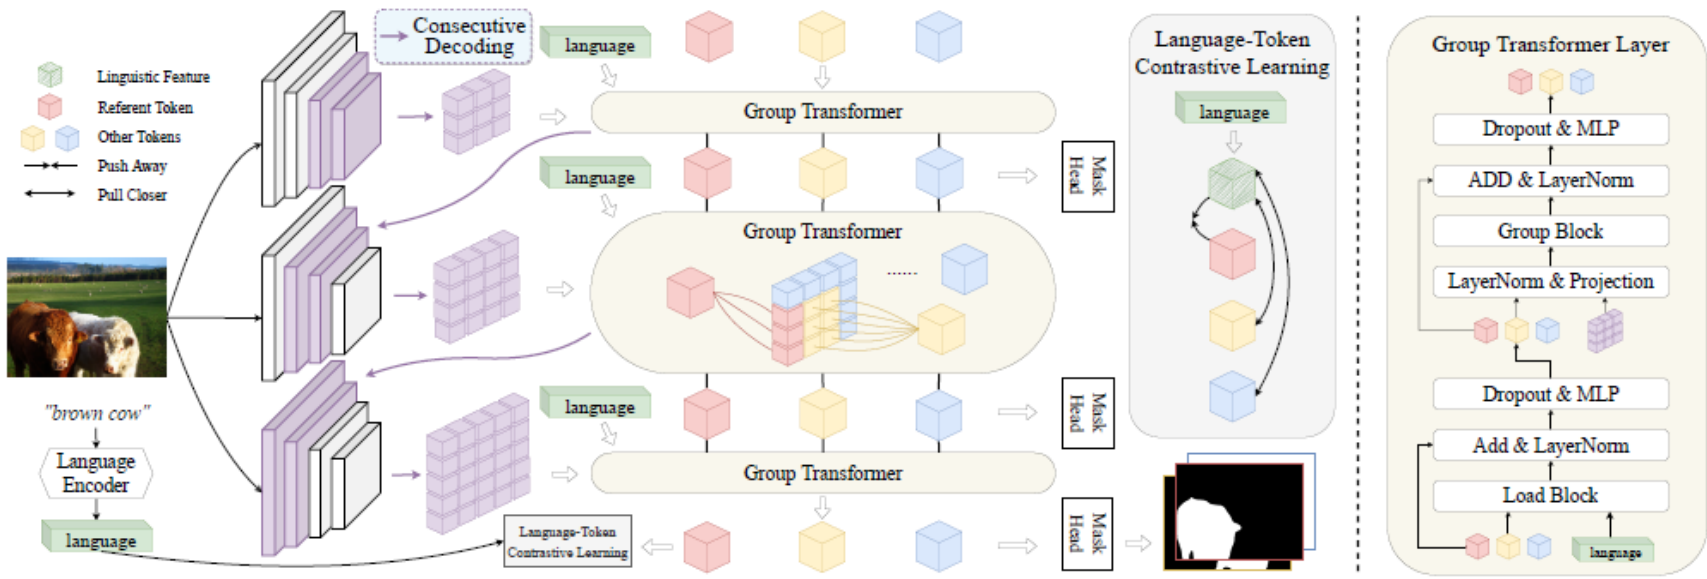 Linguistic Feature
Referent Token
Other Tokens
Push Away
Pull Closer
"brown cow"
Language
Encoder
language
Consecutive
Decoding
language
Group Transformer
language
Mask
Head
Group Transformer
......
language
Mask
Head
Group Transformer
Language-Token
Contrastive Learning
Mask
Head
Language-Token
Contrastive Learning
language
Group Transformer Layer
Dropout & MLP
ADD & LayerNorm
Group Block
LayerNorm & Projection
Dropout & MLP
Add & LayerNorm
Load Block
language